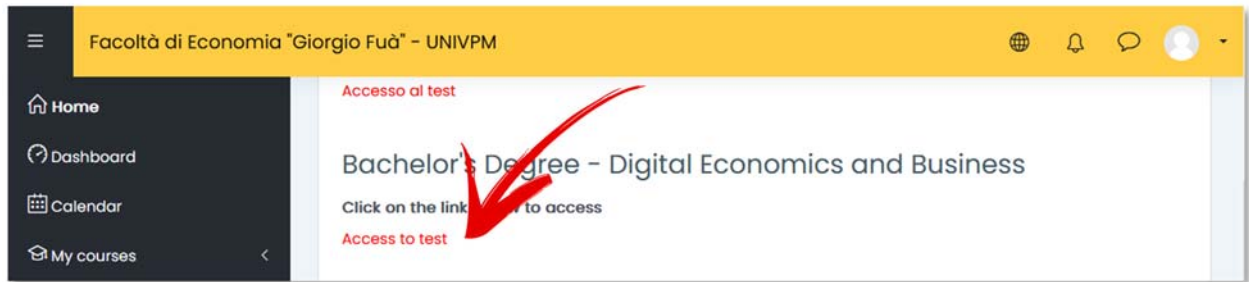 Facoltà di Economia "Giorgio Fuà" - UNIVPM
Home
Dashboard
Calendar
My courses
Accesso al test
Bachelor's Degree - Digital Economics and Business
Click on the link to access
Access to test